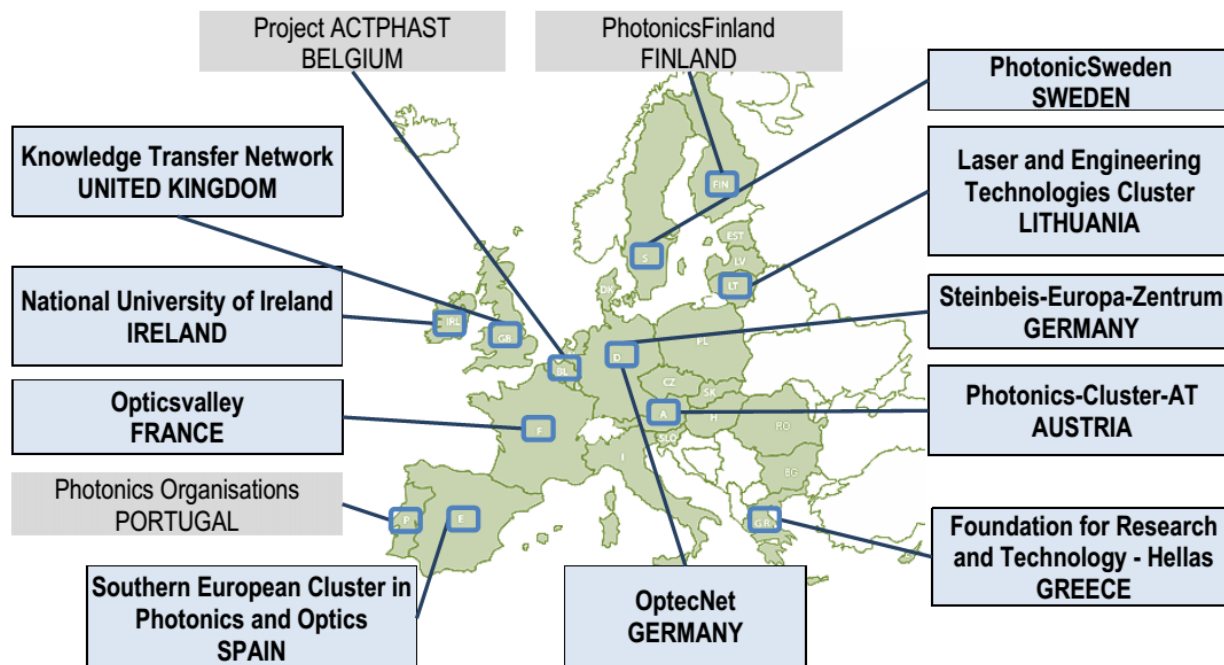 Project ACTPHAST
BELGIUM
PhotonicsFinland
FINLAND
PhotonicSweden
SWEDEN
Knowledge Transfer Network
UNITED KINGDOM
Laser and Engineering
Technologies Cluster
LITHUANIA
National University of Ireland
IRELAND
Steinbeis-Europa-Zentrum
GERMANY
Opticsvalley
FRANCE
Photonics-Cluster-AT
AUSTRIA
Photonics Organisations
PORTUGAL
Foundation for Research
and Technology - Hellas
GREECE
Southern European Cluster in
Photonics and Optics
SPAIN
OptecNet
GERMANY
FIN
S
EST
LV
LT
DK
IRL
GB
BL
D
PL
CZ
SK
F
A
H
SLO
RO
I
BG
P
E
GR